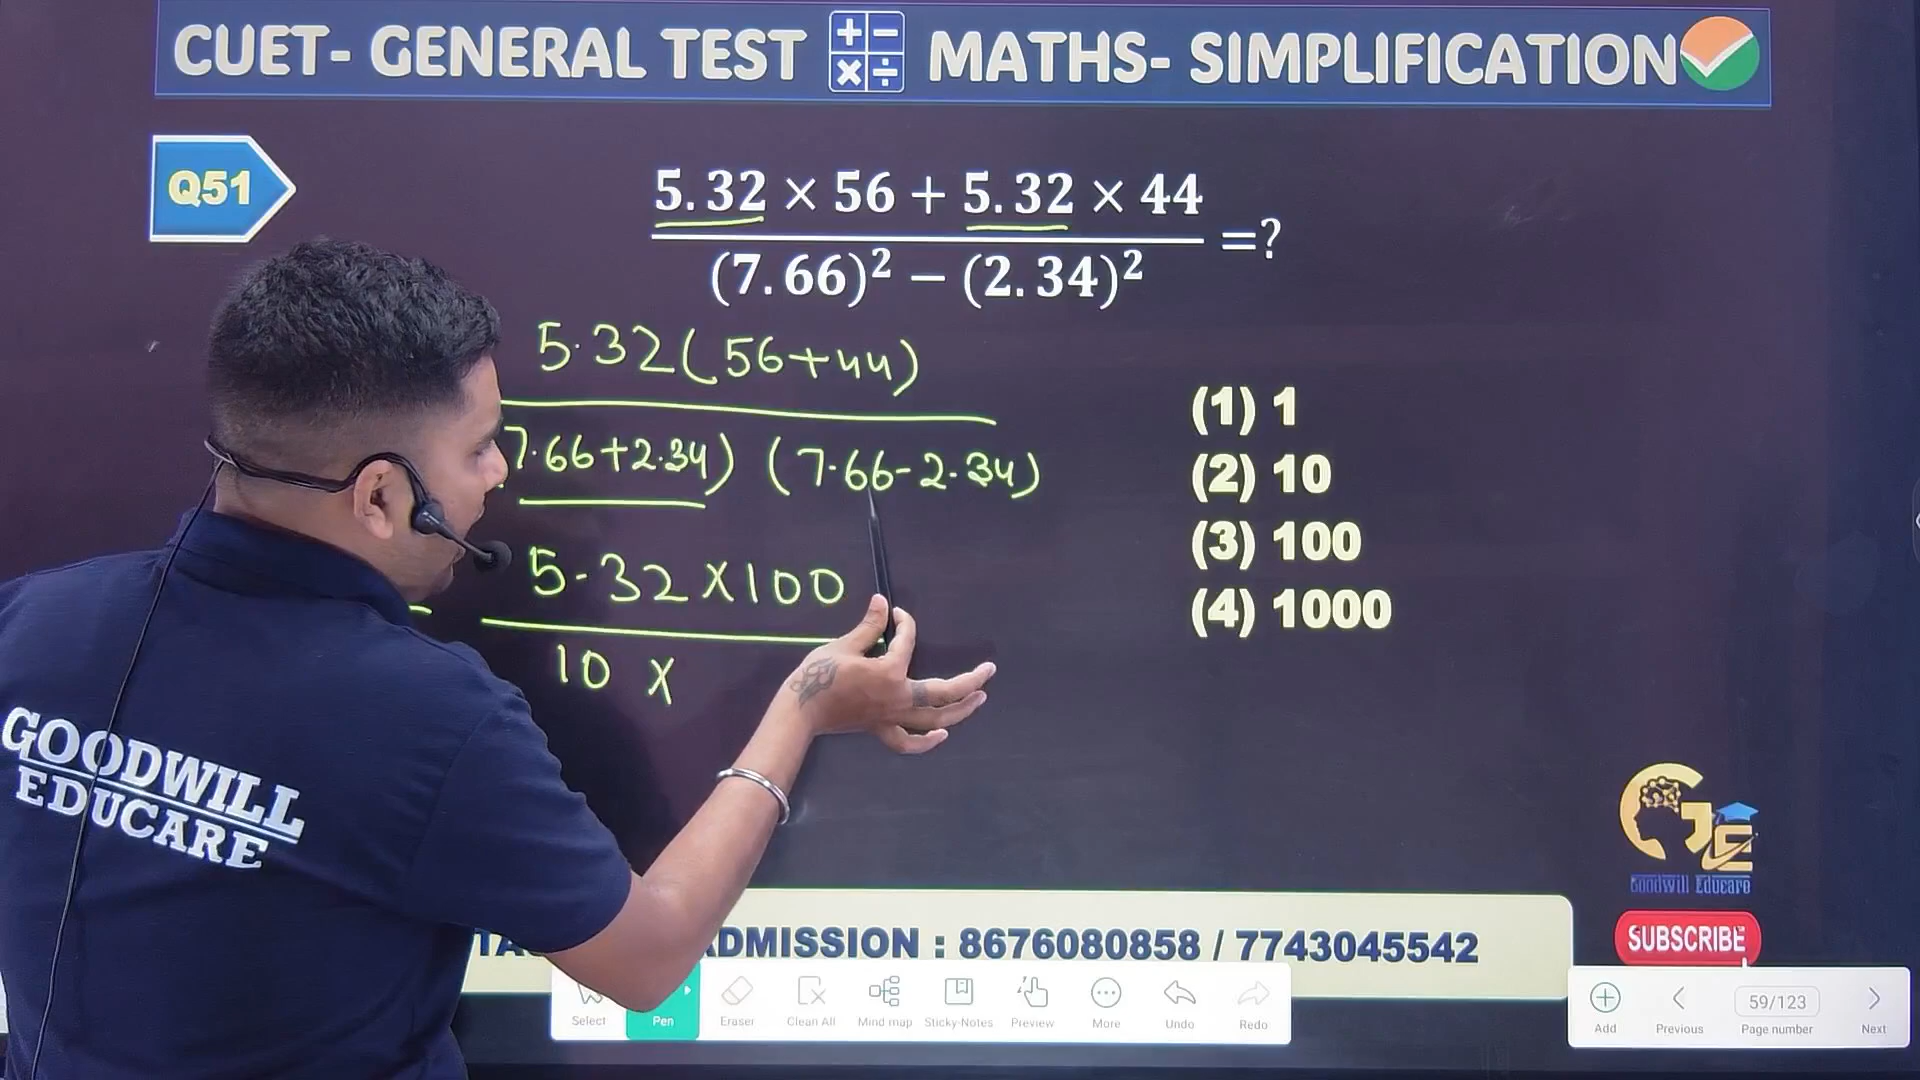 CUET- GENERAL TEST + − × ÷ MATHS- SIMPLIFICATION
Q51
5.32 × 56 + 5.32 × 44
(7.66)² − (2.34)²
=?
5.32(56+44)
7.66+2.34) (7.66-2.34)
5.32×100
10 ×
(1) 1
(2) 10
(3) 100
(4) 1000
GOODWILL
EDUCARE
GE
Goodwill Educare
SUBSCRIBE
DMISSION : 8676080858 / 7743045542
Select Pen Eraser Clean All Mind map Sticky-Notes Preview More Undo Redo
59/123
Add Previous Page number Next